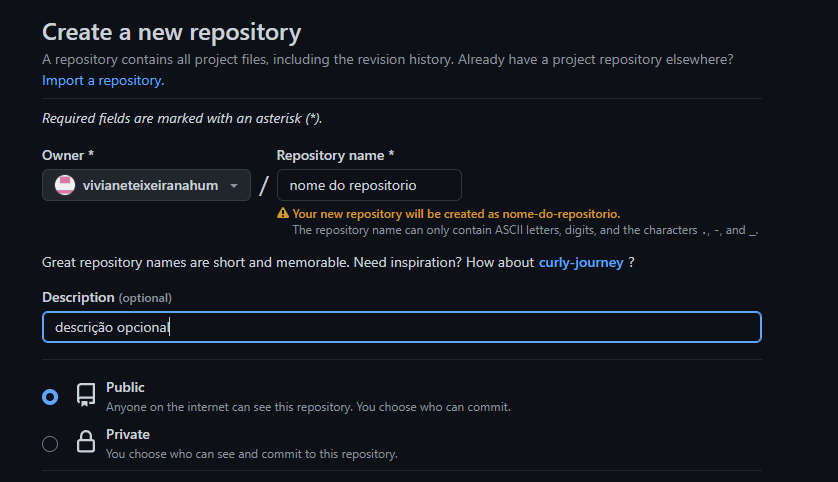 Create a new repository
A repository contains all project files, including the revision history. Already have a project repository elsewhere?
Import a repository.
Required fields are marked with an asterisk (*).
Owner * Repository name *
vivianeteixeiranahum / nome do repositorio
Your new repository will be created as nome-do-repositorio.
The repository name can only contain ASCII letters, digits, and the characters ., -, and _.
Great repository names are short and memorable. Need inspiration? How about curly-journey ?
Description (optional)
descrição opcional
Public
Anyone on the internet can see this repository. You choose who can commit.
Private
You choose who can see and commit to this repository.